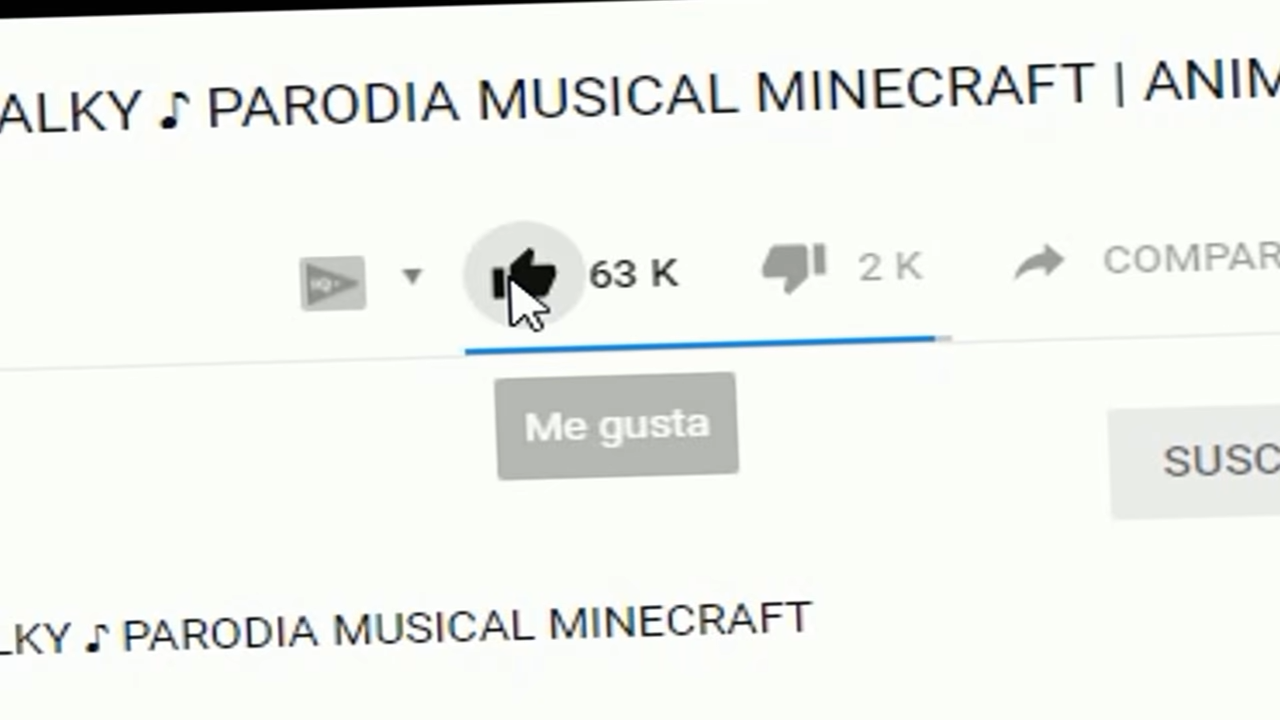 ALKY ♪ PARODIA MUSICAL MINECRAFT | ANIM
63 K 2 K COMPAR
Me gusta
SUSC
LKY ♪ PARODIA MUSICAL MINECRAFT